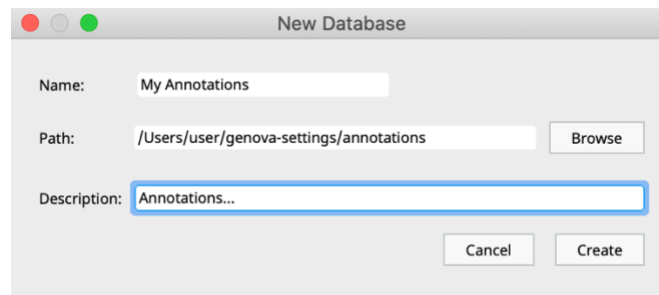 New Database
Name: My Annotations
Path: /Users/user/genova-settings/annotations Browse
Description: Annotations...
Cancel Create